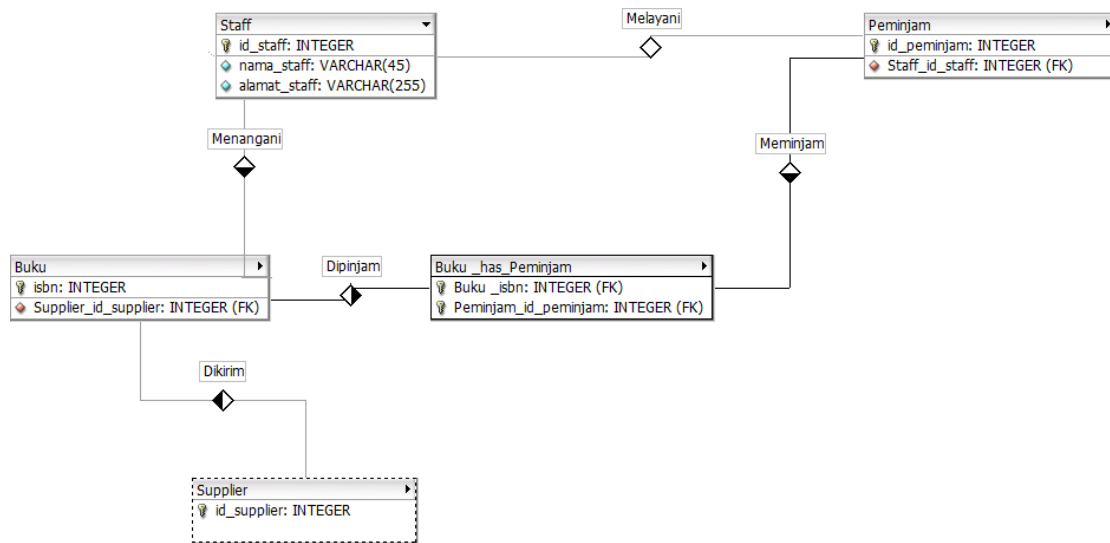 Staff
id_staff: INTEGER
nama_staff: VARCHAR(45)
alamat_staff: VARCHAR(255)
Melayani
Peminjam
id_peminjam: INTEGER
Staff_id_staff: INTEGER (FK)
Menangani
Meminjam
Buku
isbn: INTEGER
Supplier_id_supplier: INTEGER (FK)
Dipinjam
Buku _has_Peminjam
Buku _isbn: INTEGER (FK)
Peminjam_id_peminjam: INTEGER (FK)
Dikirim
Supplier
id_supplier: INTEGER